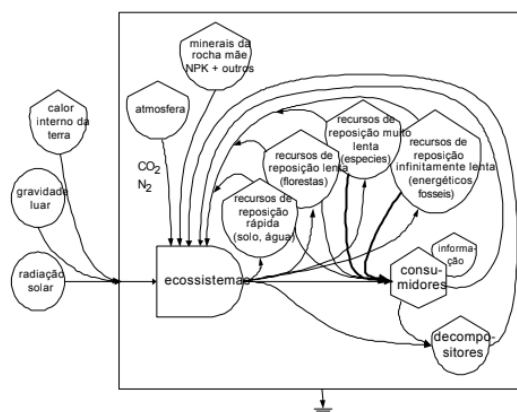 minerais da
rocha mãe
NPK + outros
calor
interno da
terra
atmosfera
CO2
N2
gravidade
luar
radiação
solar
ecossistemas
recursos de
reposição
rápida
(solo, água)
recursos
de reposição
lenta
(florestas)
recursos de
reposição muito
lenta
(especies)
recursos
de reposição
infinitamente lenta
(energéticos
fosseis)
informa-
ção
consu-
midores
decompo-
sitores